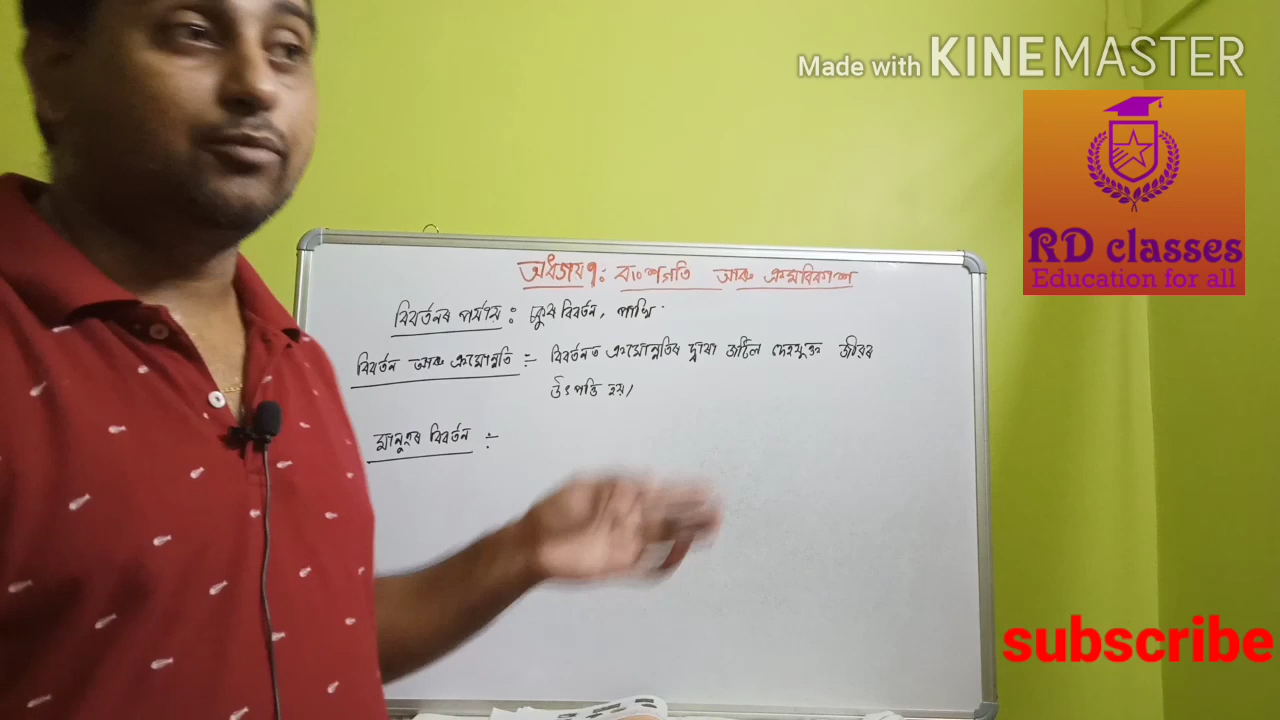 Made with KINEMASTER
RD classes
Education for all
অধ্যায় ৭: বংশগতি আৰু ক্ৰমবিকাশ
বিবৰ্তনৰ পৰ্যায় : চকুৰ বিবৰ্তন, পাখি
বিবৰ্তন আৰু ক্ৰমোন্নতি ÷ বিবৰ্তনত ক্ৰমোন্নতিৰ দ্বাৰা জটিল দেহযুক্ত জীৱৰ
উৎপত্তি হয়।
মানুহৰ বিবৰ্তন ÷
subscribe